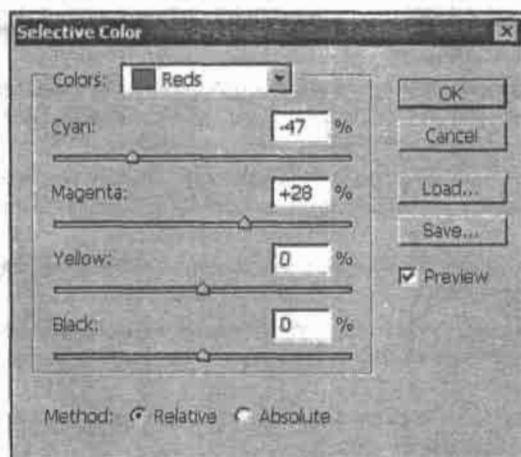 Selective Color
Colors: Reds
Cyan: -47 %
Magenta: +28 %
Yellow: 0 %
Black: 0 %
Method: Relative Absolute
OK
Cancel
Load...
Save...
Preview